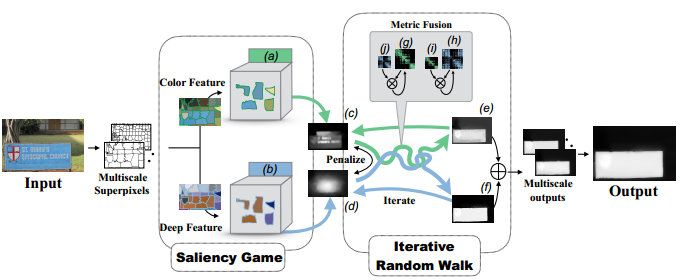 Metric Fusion
(j)
(g)
(i)
(h)
(a)
Color Feature
(c)
(e)
ST. MARY'S
EPISCOPAL CHURCH
Input
Multiscale
Superpixels
Penalize
Multiscale
outputs
Output
(b)
(d)
(f)
Iterate
Deep Feature
Saliency Game
Iterative
Random Walk